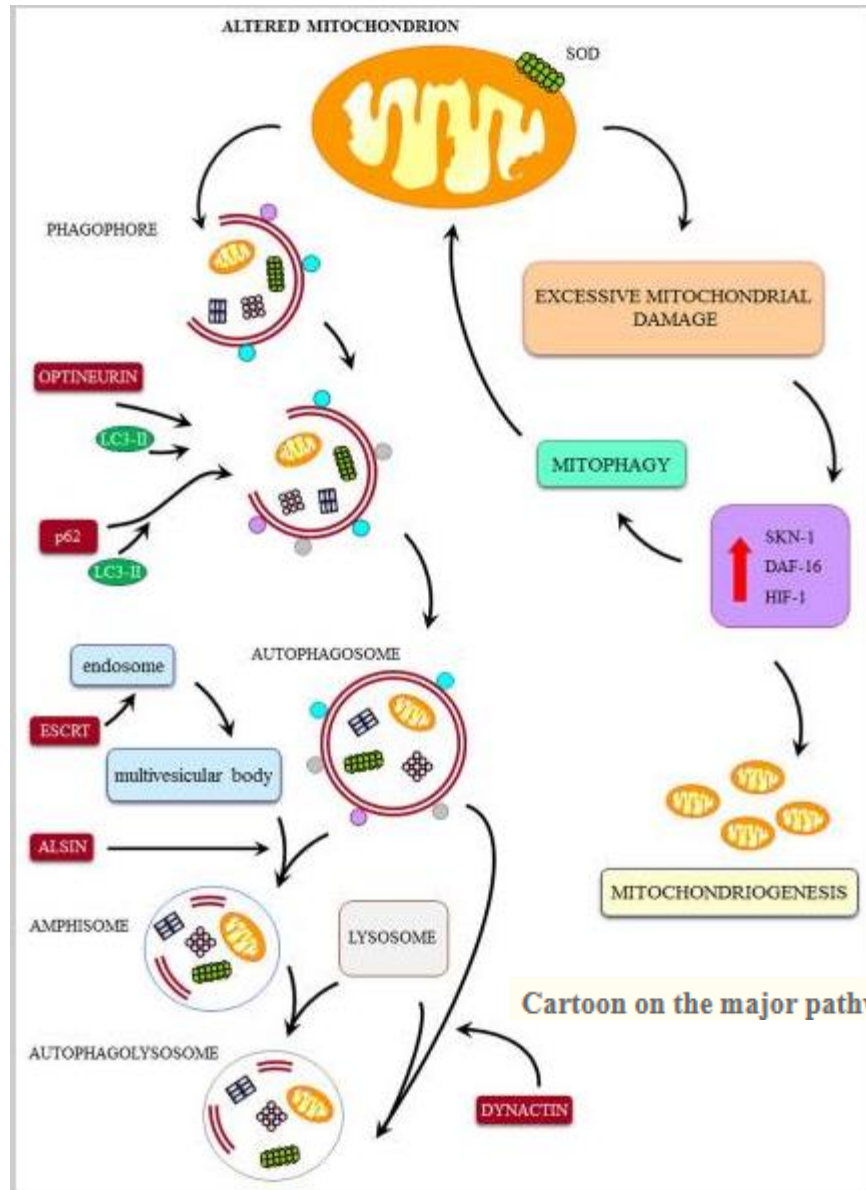 ALTERED MITOCHONDRION
SOD
PHAGOPHORE
EXCESSIVE MITOCHONDRIAL
DAMAGE
OPTINEURIN
LC3-II
MITOPHAGY
p62
LC3-II
SKN-1
DAF-16
HIF-1
endosome
AUTOPHAGOSOME
ESCRT
multivesicular body
ALSIN
MITOCHONDRIOGENESIS
AMPHISOME
LYSOSOME
Cartoon on the major
AUTOPHAGOLYSOSOME
DYNACTIN